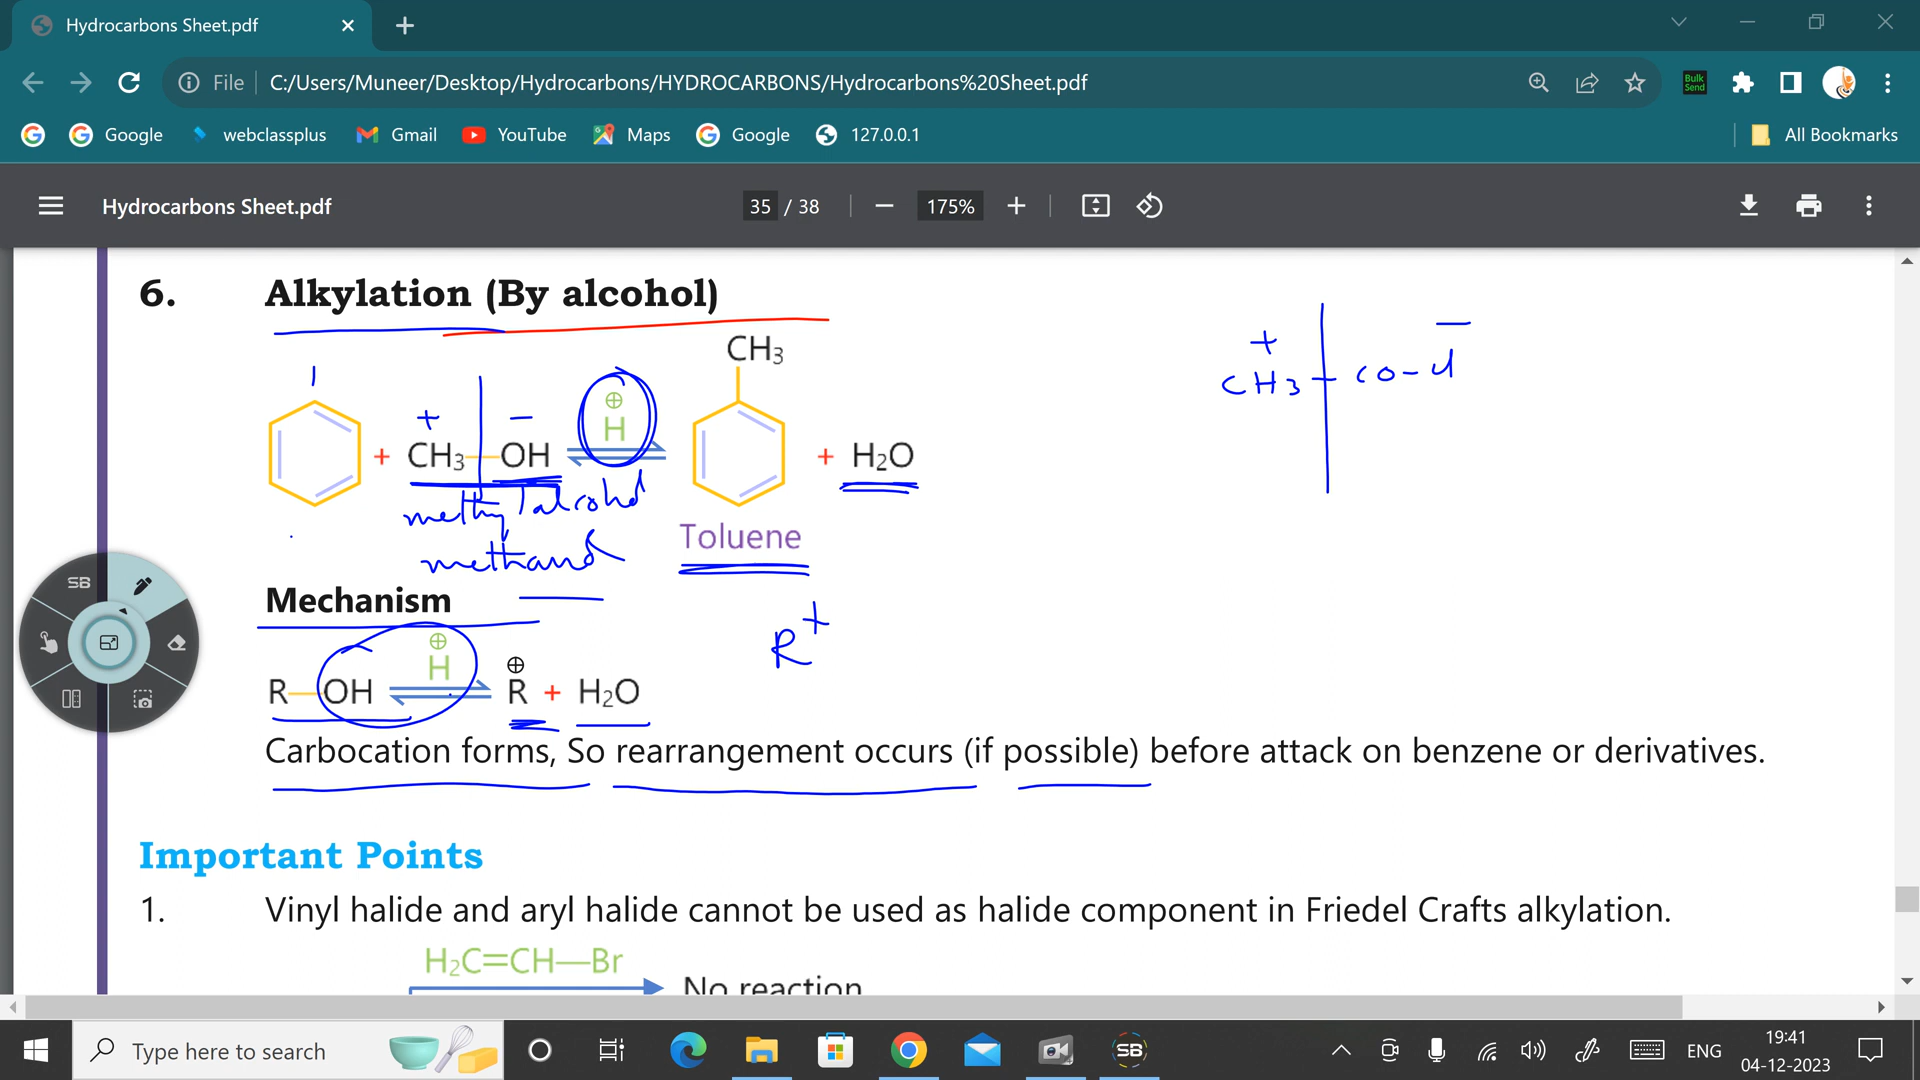 Hydrocarbons Sheet.pdf
File C:/Users/Muneer/Desktop/Hydrocarbons/HYDROCARBONS/Hydrocarbons%20Sheet.pdf
Bulk Send
Google webclassplus Gmail YouTube Maps Google 127.0.0.1 All Bookmarks
Hydrocarbons Sheet.pdf 35 / 38 − 175% +
6. Alkylation (By alcohol)
CH₃
+ CH₃ | CO-Cl −
+ − ⊕
+ CH₃—OH H + H₂O
methyl alcohol
methanol
Toluene
SB
Mechanism
R⁺
⊕ H ⊕
R—OH R + H₂O
Carbocation forms, So rearrangement occurs (if possible) before attack on benzene or derivatives.
Important Points
1. Vinyl halide and aryl halide cannot be used as halide component in Friedel Crafts alkylation.
H₂C=CH—Br
No reaction
Type here to search SB ENG 19:41
04-12-2023